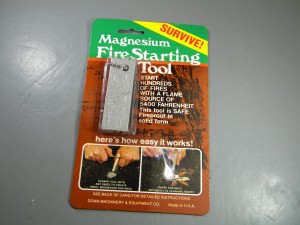 SURVIVE!
Magnesium
Fire Starting
Tool
START
HUNDREDS
OF FIRES
WITH A FLAME
SOURCE OF
5400 FAHRENHEIT
This tool is SAFE
Fireproof in
solid form
here's how easy it works!
SEE BACK OF CARD FOR DETAILED INSTRUCTIONS
DOAN MACHINERY & EQUIPMENT CO.
Made in U.S.A.